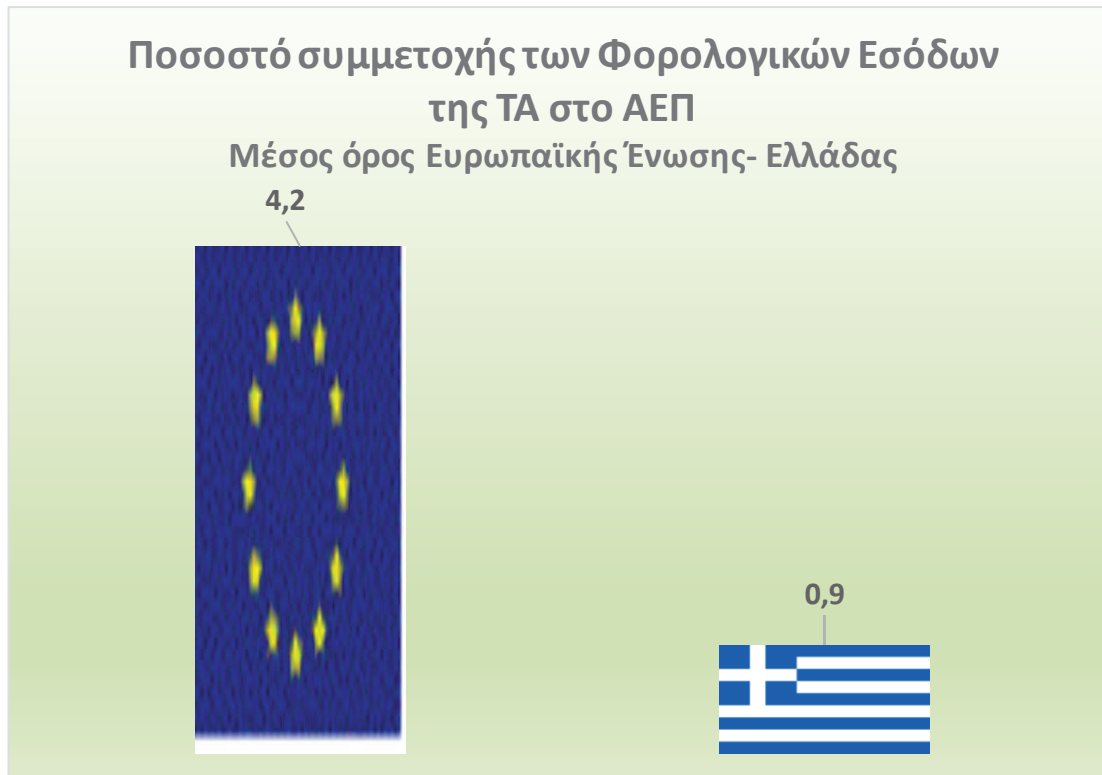 Ποσοστό συμμετοχής των Φορολογικών Εσόδων
της ΤΑ στο ΑΕΠ
Μέσος όρος Ευρωπαϊκής Ένωσης- Ελλάδας
4,2
0,9